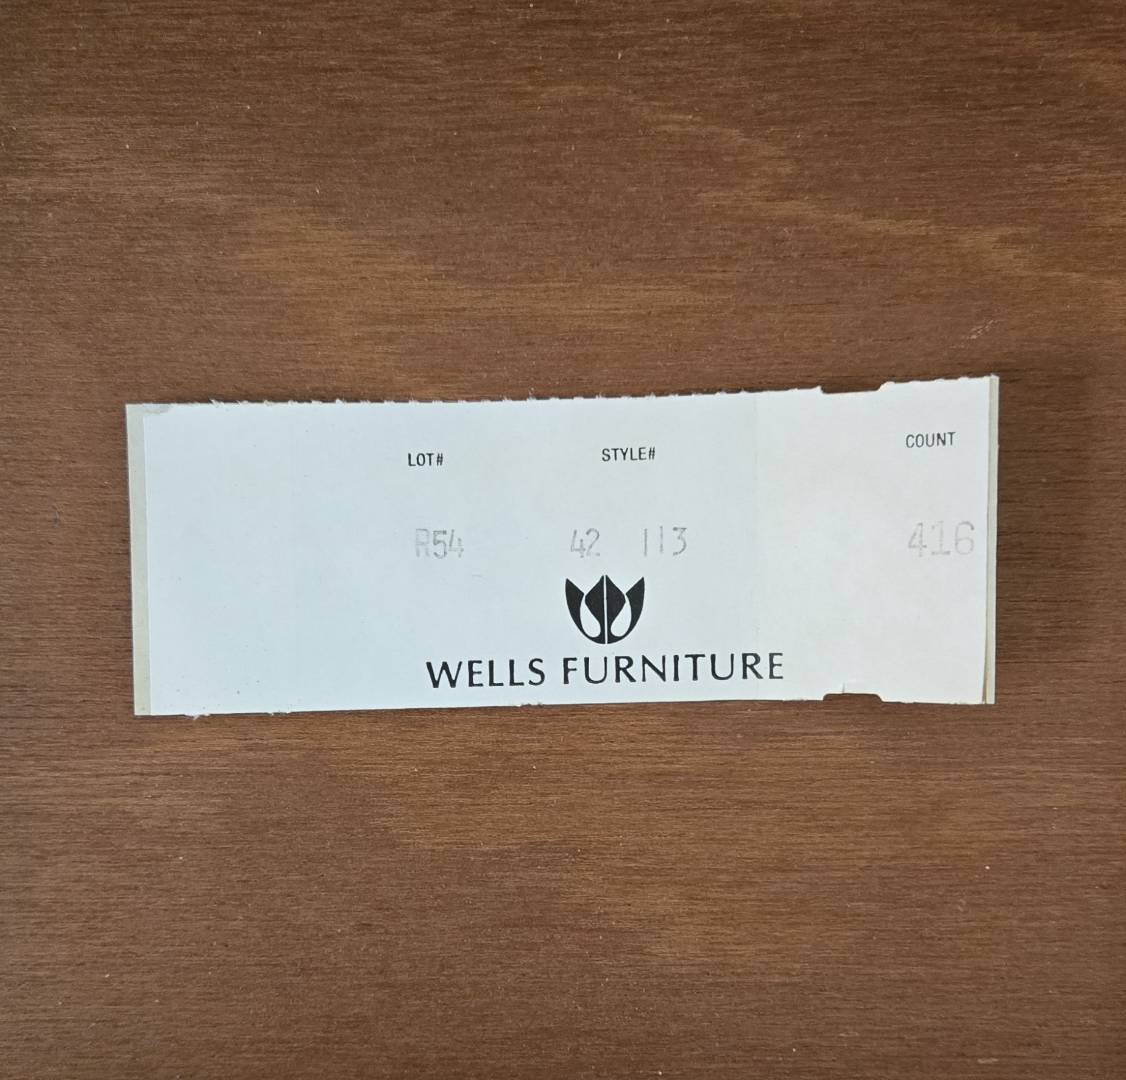 LOT# STYLE# COUNT
R54 42 113 416
WELLS FURNITURE